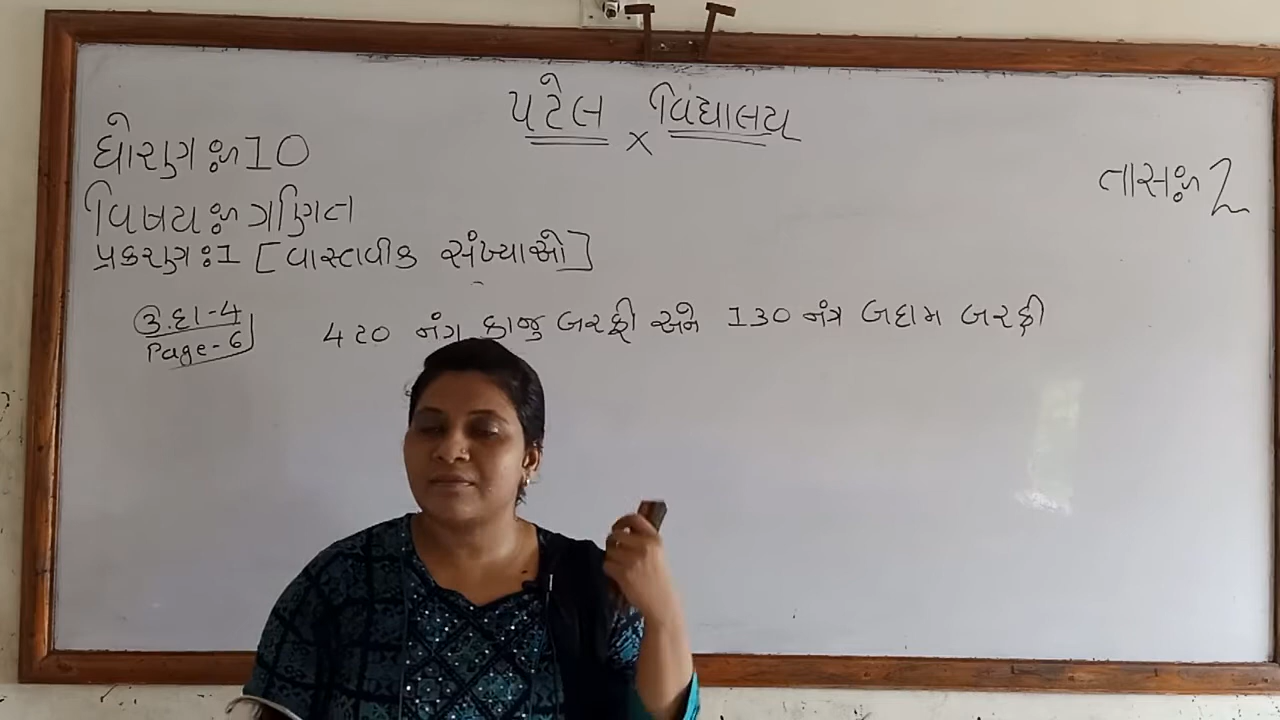 પટેલ × વિદ્યાલય
ધોરણ :- 10
તાસ :- 2
વિષય :- ગણિત
પ્રકરણ : 1 [વાસ્તવીક સંખ્યાઓ]
ઉ.દા-4
Page-6
420 નંગ કાજુ બરફી અને 130 નંગ બદામ બરફી